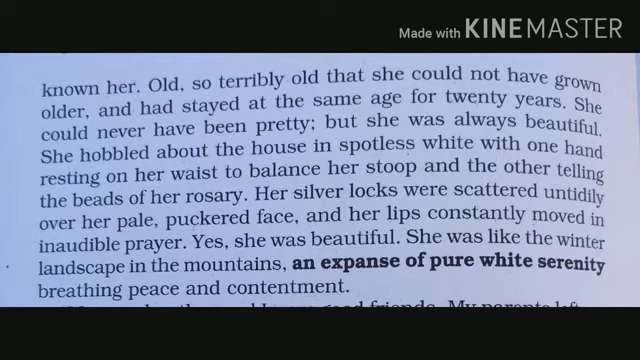 Made with KINEMASTER
known her. Old, so terribly old that she could not have grown
older, and had stayed at the same age for twenty years. She
could never have been pretty; but she was always beautiful.
She hobbled about the house in spotless white with one hand
resting on her waist to balance her stoop and the other telling
the beads of her rosary. Her silver locks were scattered untidily
over her pale, puckered face, and her lips constantly moved in
inaudible prayer. Yes, she was beautiful. She was like the winter
landscape in the mountains, an expanse of pure white serenity
breathing peace and contentment.
good friends. My parents left